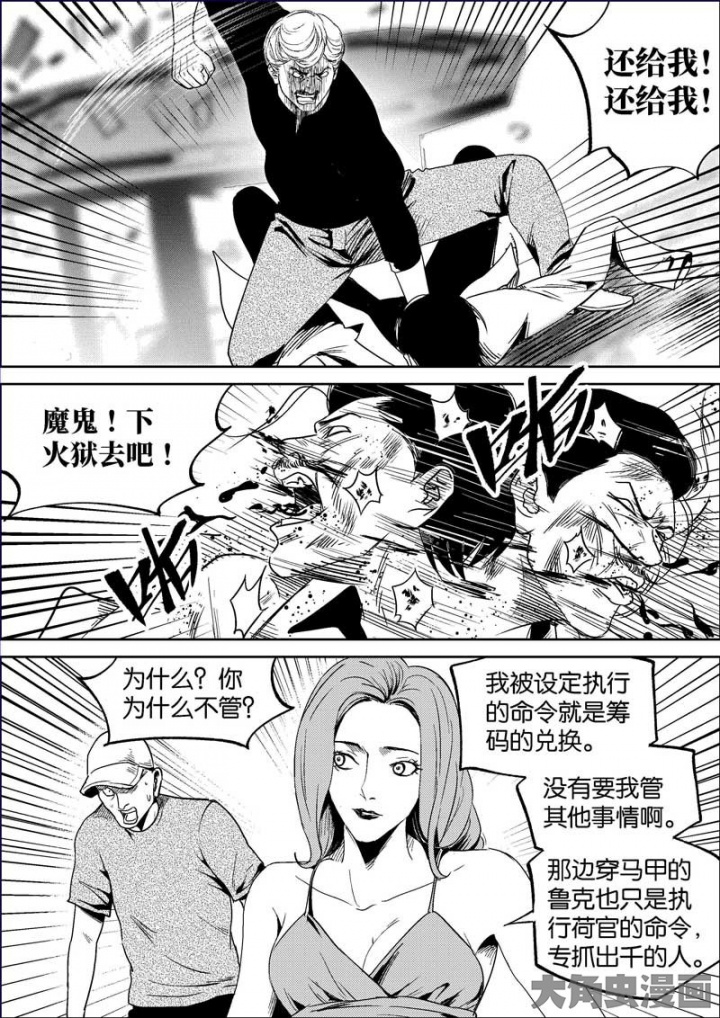 还给我！
还给我！
魔鬼！下
火狱去吧！
为什么？你
为什么不管？
我被设定执行
的命令就是筹
码的兑换。
没有要我管
其他事情啊。
那边穿马甲的
鲁克也只是执
行荷官的命令，
专抓出千的人。
大角虫漫画